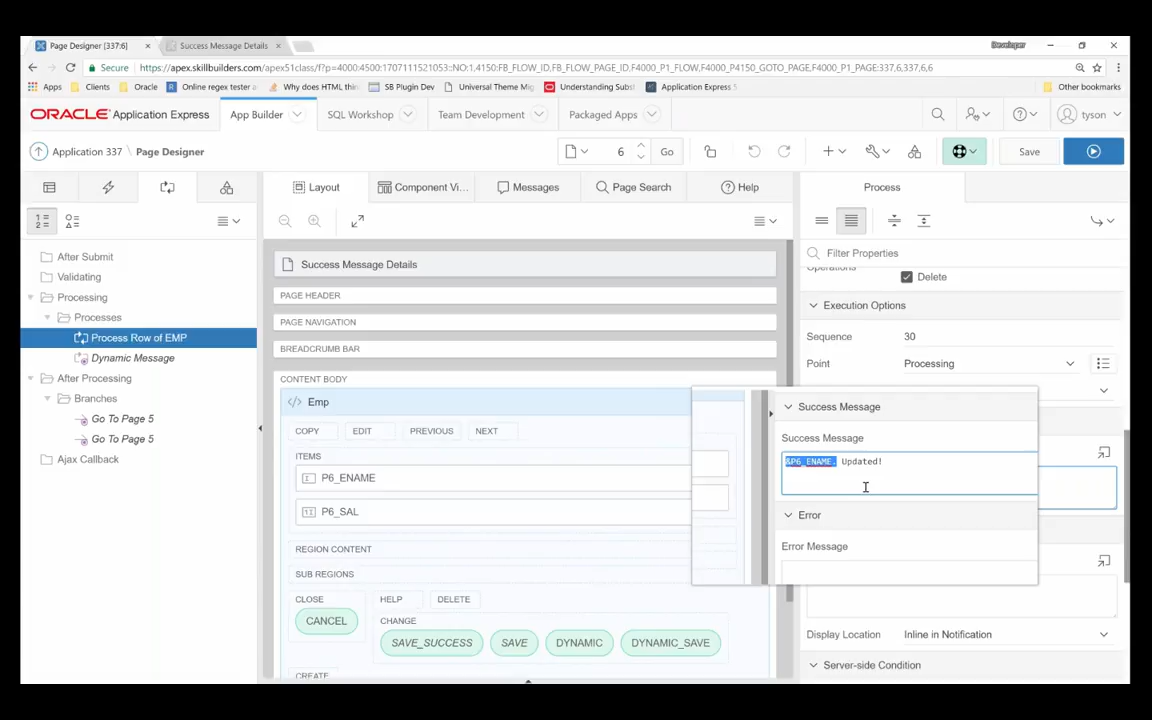 Page Designer [337:6]
Success Message Details
Developer
Secure
https://apex.skillbuilders.com/apex51class/f?p=4000:4500:1707111521053::NO:1,4150:FB_FLOW_ID,FB_FLOW_PAGE_ID,F4000_P1_FLOW,F4000_P4150_GOTO_PAGE,F4000_P1_PAGE:337,6,337,6,6
Apps
Clients
Oracle
Online regex tester a
Why does HTML thin
SB Plugin Dev
Universal Theme Mig
Understanding Subst
Application Express 5
Other bookmarks
ORACLE Application Express
App Builder
SQL Workshop
Team Development
Packaged Apps
tyson
Application 337
Page Designer
6
Go
Save
Layout
Component Vi...
Messages
Page Search
Help
Process
After Submit
Validating
Processing
Processes
Process Row of EMP
Dynamic Message
After Processing
Branches
Go To Page 5
Go To Page 5
Ajax Callback
Success Message Details
PAGE HEADER
PAGE NAVIGATION
BREADCRUMB BAR
CONTENT BODY
Emp
COPY
EDIT
PREVIOUS
NEXT
ITEMS
P6_ENAME
P6_SAL
REGION CONTENT
SUB REGIONS
CLOSE
HELP
DELETE
CANCEL
CHANGE
SAVE_SUCCESS
SAVE
DYNAMIC
DYNAMIC_SAVE
CREATE
Filter Properties
Operations
Delete
Execution Options
Sequence
30
Point
Processing
Success Message
Success Message
&P6_ENAME. Updated!
Error
Error Message
Display Location
Inline in Notification
Server-side Condition